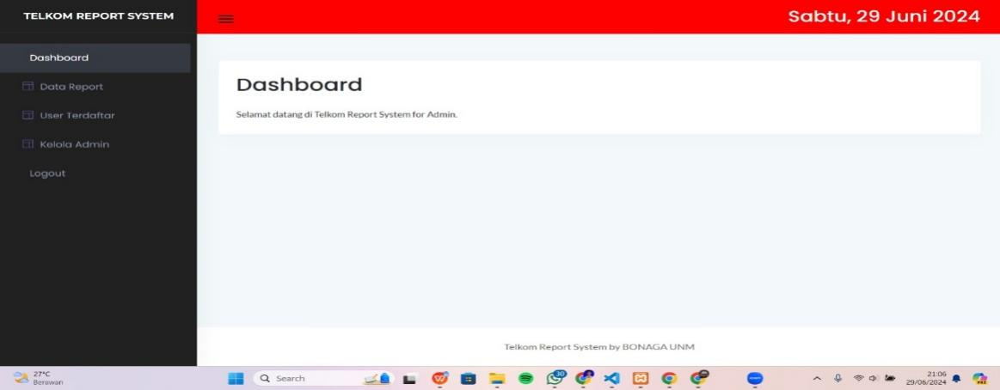 TELKOM REPORT SYSTEM
Sabtu, 29 Juni 2024
Dashboard
Data Report
User Terdaftar
Kelola Admin
Logout
Dashboard
Selamat datang di Telkom Report System for Admin.
Telkom Report System by BONAGA UNM
27°C
Berawan
Search
30
21:06
29/06/2024